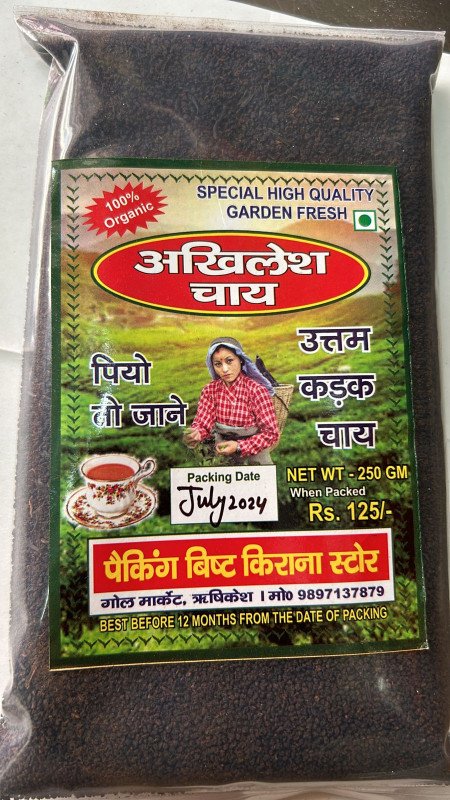 100%
Organic
SPECIAL HIGH QUALITY
GARDEN FRESH
अखिलेश
चाय
पियो
तो जाने
उत्तम
कड़क
चाय
Packing Date
July 2024
NET WT - 250 GM
When Packed
Rs. 125/-
पैकिंग बिष्ट किराना स्टोर
गोल मार्केट, ऋषिकेश । मो० 9897137879
BEST BEFORE 12 MONTHS FROM THE DATE OF PACKING